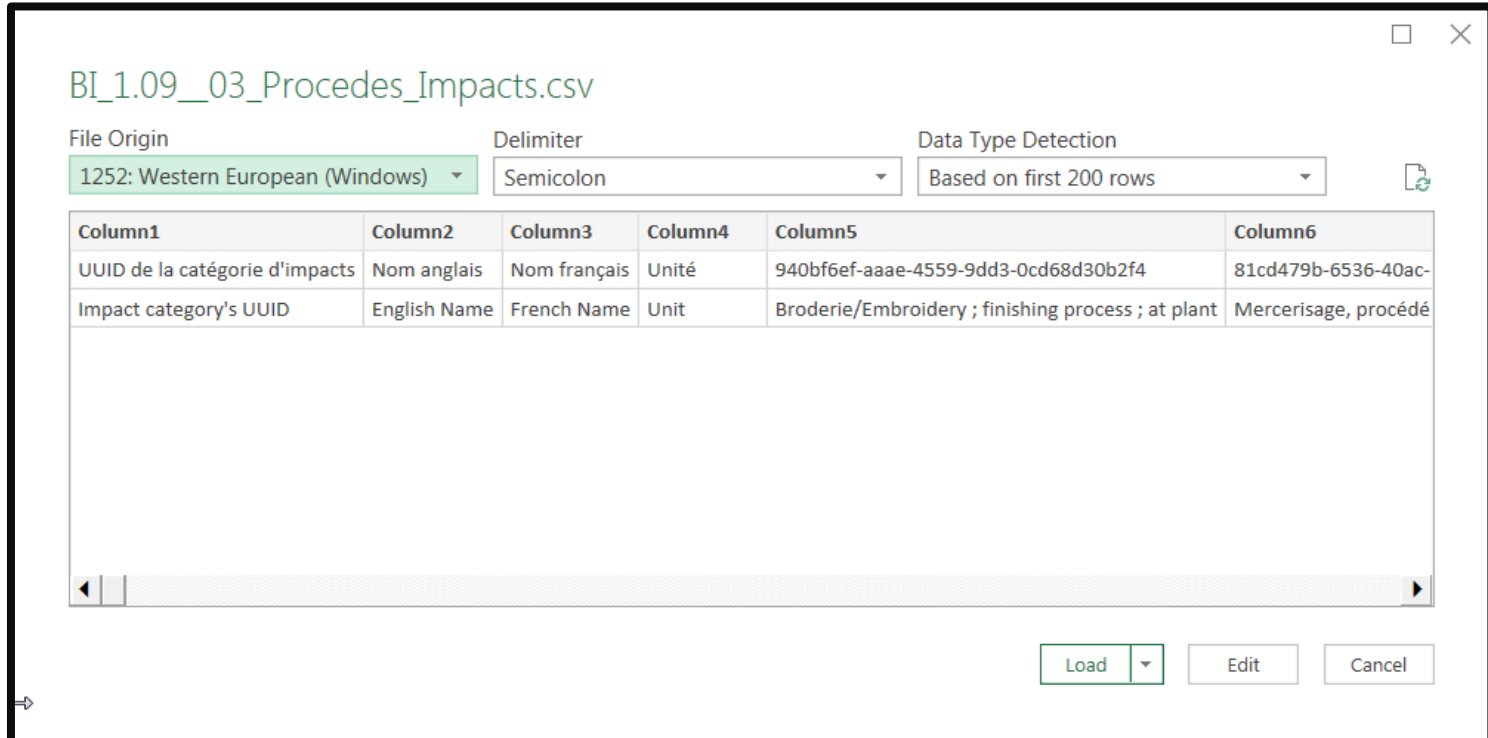 BI_1.09__03_Procedes_Impacts.csv
File Origin Delimiter Data Type Detection
1252: Western European (Windows) Semicolon Based on first 200 rows
Column1 Column2 Column3 Column4 Column5 Column6
UUID de la catégorie d'impacts Nom anglais Nom français Unité 940bf6ef-aaae-4559-9dd3-0cd68d30b2f4 81cd479b-6536-40ac-
Impact category's UUID English Name French Name Unit Broderie/Embroidery ; finishing process ; at plant Mercerisage, procédé
Load Edit Cancel